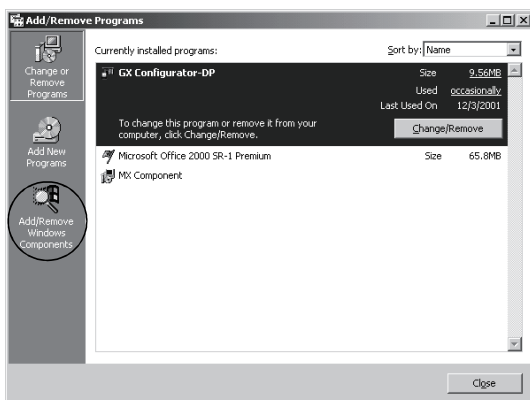 Add/Remove Programs
Change or
Remove
Programs
Add New
Programs
Add/Remove
Windows
Components
Currently installed programs:
Sort by: Name
GX Configurator-DP
Size 9.56MB
Used occasionally
Last Used On 12/3/2001
To change this program or remove it from your
computer, click Change/Remove.
Change/Remove
Microsoft Office 2000 SR-1 Premium
Size 65.8MB
MX Component
Close